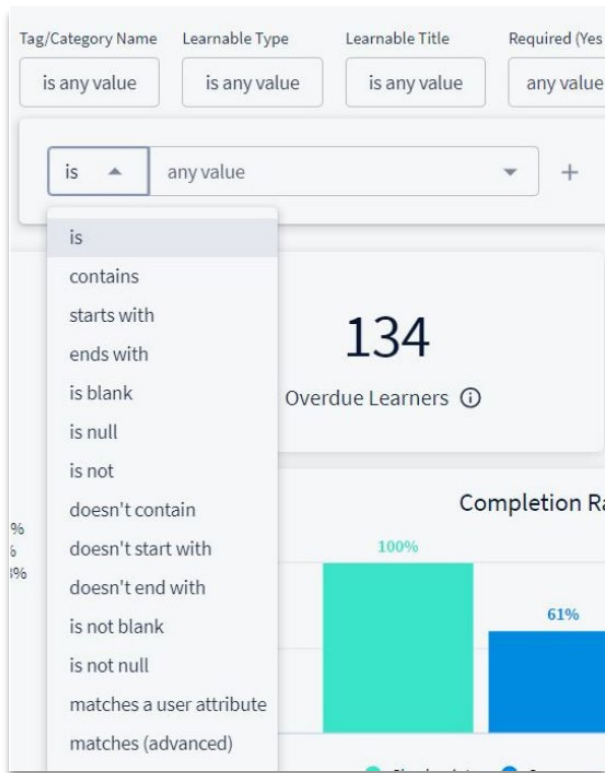 Tag/Category Name Learnable Type Learnable Title Required (Yes
is any value is any value is any value any value
is any value +
is
contains
starts with
ends with
is blank
is null
is not
doesn't contain
doesn't start with
doesn't end with
is not blank
is not null
matches a user attribute
matches (advanced)
134
Overdue Learners
Completion Ra
%
%
%
100%
61%